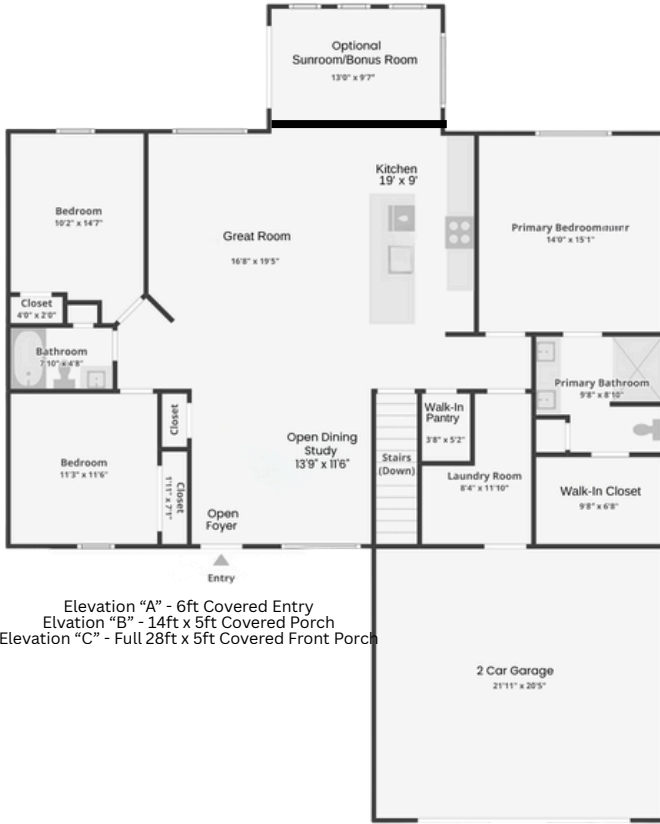 Optional
Sunroom/Bonus Room
13'0" x 9'7"
Kitchen
19' x 9'
Bedroom
10'2" x 14'7"
Great Room
16'8" x 19'5"
Primary Bedroom
14'0" x 15'1"
Closet
4'0" x 2'0"
Bathroom
7'10" x 4'8"
Primary Bathroom
9'8" x 8'10"
Closet
Walk-In
Pantry
3'8" x 5'2"
Open Dining
Study
13'9" x 11'6"
Stairs
(Down)
Bedroom
11'3" x 11'6"
Closet
1'11" x 7'1"
Laundry Room
8'4" x 11'10"
Walk-In Closet
9'8" x 6'8"
Open
Foyer
Entry
Elevation “A” - 6ft Covered Entry
Elvation “B” - 14ft x 5ft Covered Porch
Elevation “C” - Full 28ft x 5ft Covered Front Porch
2 Car Garage
21'11" x 20'5"